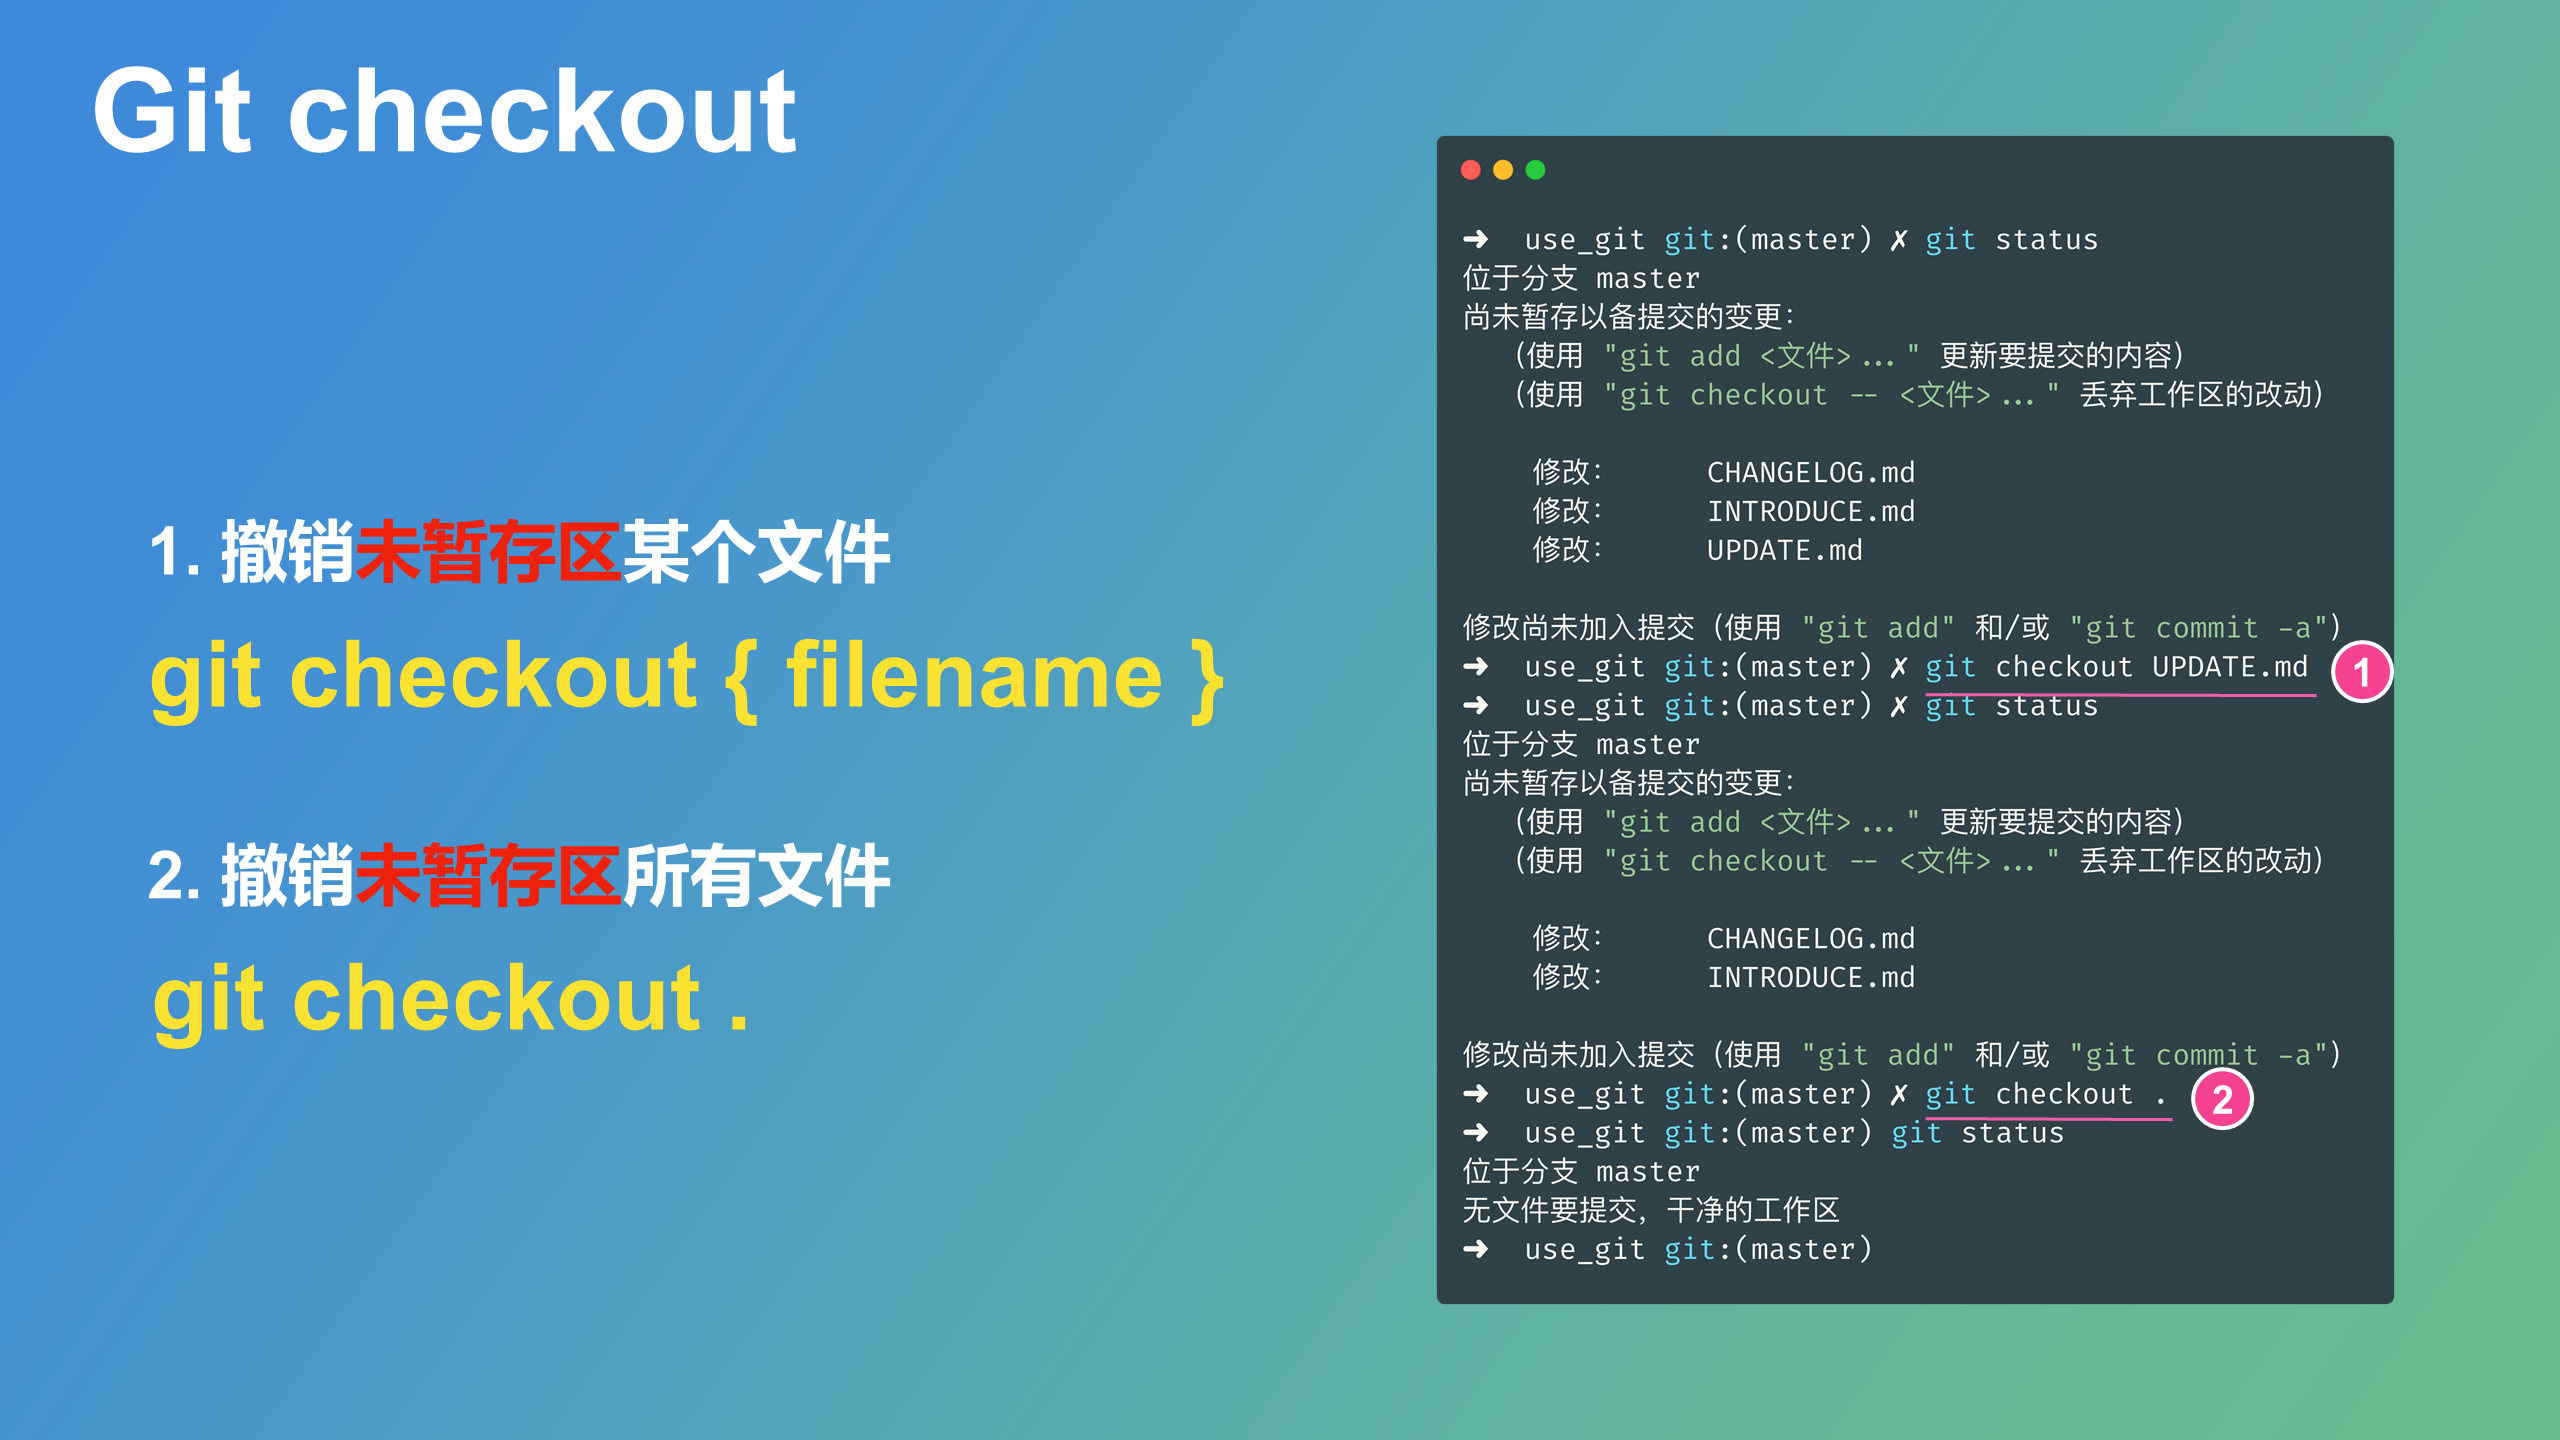 Git checkout
1. 撤销未暂存区某个文件
git checkout { filename }
2. 撤销未暂存区所有文件
git checkout .
➜  use_git git:(master) ✗ git status
位于分支 master
尚未暂存以备提交的变更：
  （使用 "git add <文件>..." 更新要提交的内容）
  （使用 "git checkout -- <文件>..." 丢弃工作区的改动）
修改：     CHANGELOG.md
修改：     INTRODUCE.md
修改：     UPDATE.md
修改尚未加入提交（使用 "git add" 和/或 "git commit -a"）
➜  use_git git:(master) ✗ git checkout UPDATE.md 1
➜  use_git git:(master) ✗ git status
位于分支 master
尚未暂存以备提交的变更：
  （使用 "git add <文件>..." 更新要提交的内容）
  （使用 "git checkout -- <文件>..." 丢弃工作区的改动）
修改：     CHANGELOG.md
修改：     INTRODUCE.md
修改尚未加入提交（使用 "git add" 和/或 "git commit -a"）
➜  use_git git:(master) ✗ git checkout . 2
➜  use_git git:(master) git status
位于分支 master
无文件要提交，干净的工作区
➜  use_git git:(master)